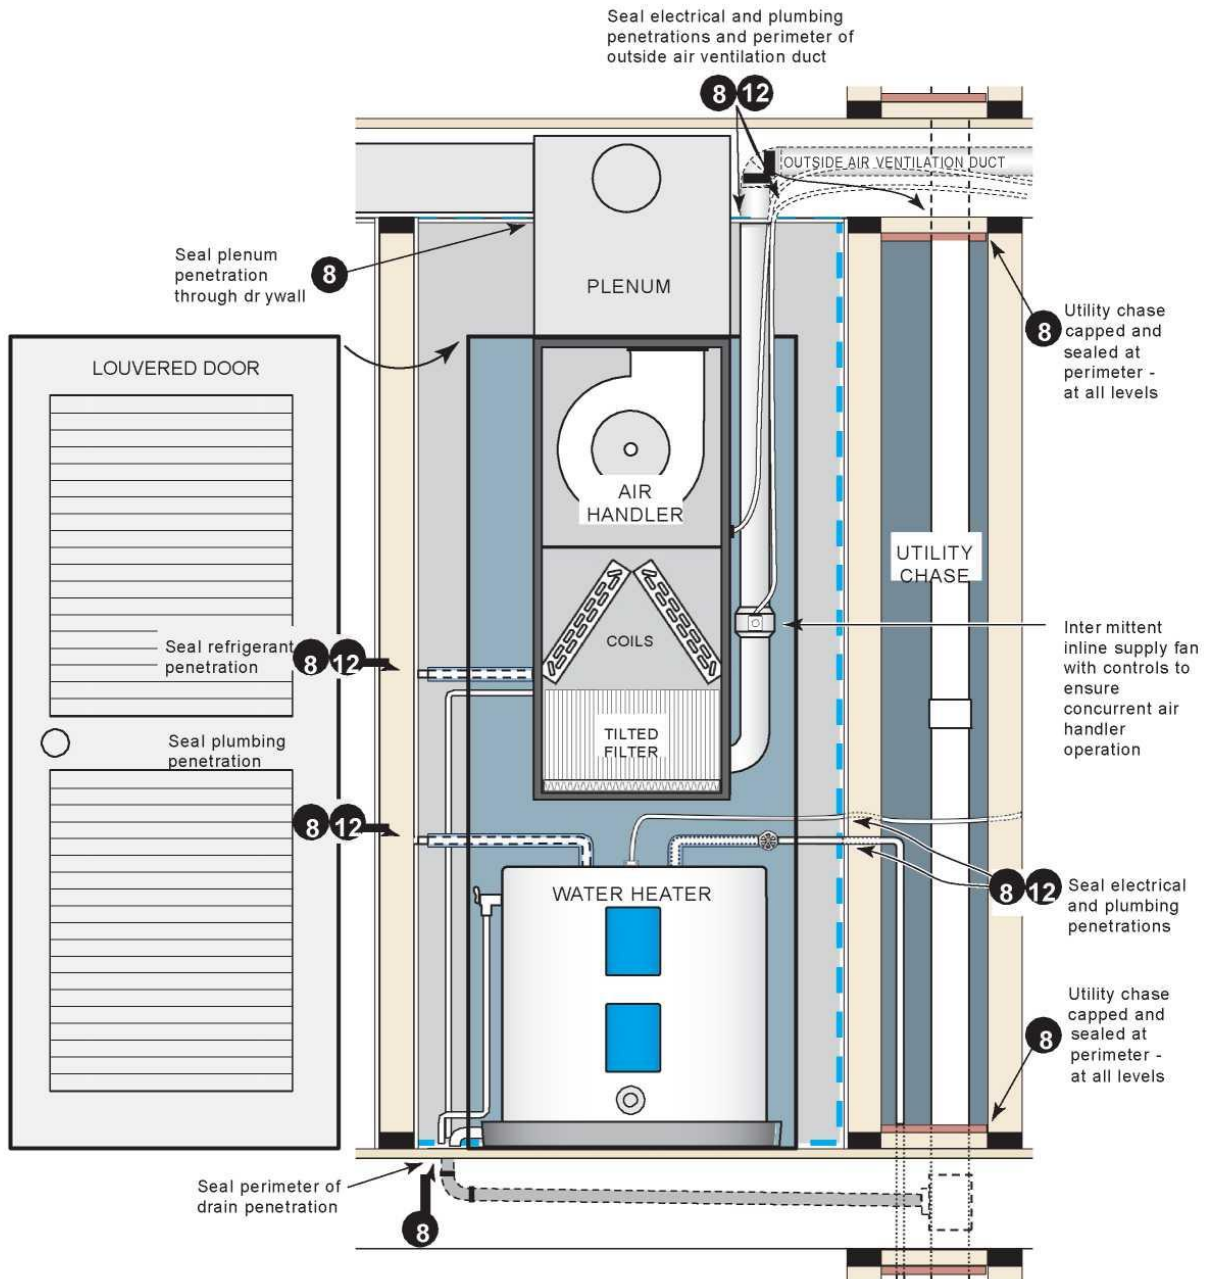 Seal electrical and plumbing
penetrations and perimeter of
outside air ventilation duct
8 12
OUTSIDE AIR VENTILATION DUCT
Seal plenum
penetration
through dr ywall
8
PLENUM
8
Utility chase
capped and
sealed at
perimeter -
at all levels
LOUVERED DOOR
AIR
HANDLER
UTILITY
CHASE
COILS
Seal refrigerant
penetration
8 12
Inter mittent
inline supply fan
with controls to
ensure
concurrent air
handler
operation
TILTED
FILTER
Seal plumbing
penetration
8 12
WATER HEATER
8 12
Seal electrical
and plumbing
penetrations
8
Utility chase
capped and
sealed at
perimeter -
at all levels
Seal perimeter of
drain penetration
8